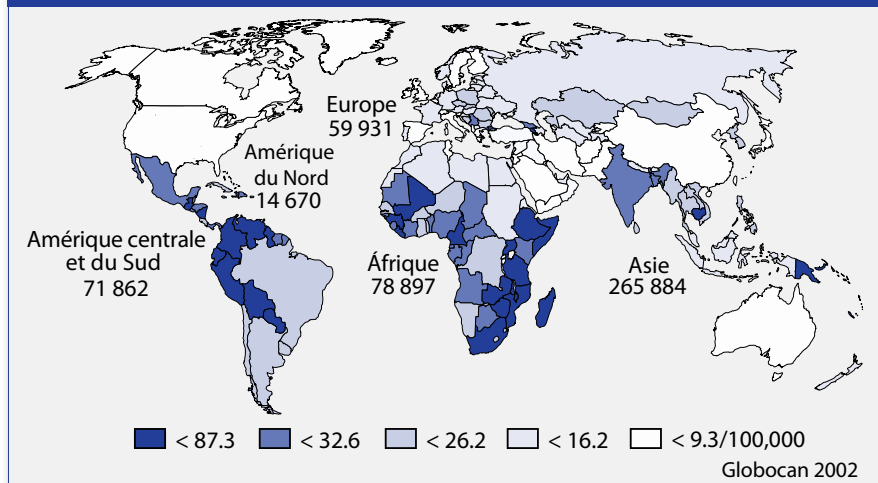 Europe
59 931
Amérique
du Nord
14 670
Amérique centrale
et du Sud
71 862
Áfrique
78 897
Asie
265 884
< 87.3 < 32.6 < 26.2 < 16.2 < 9.3/100,000
Globocan 2002